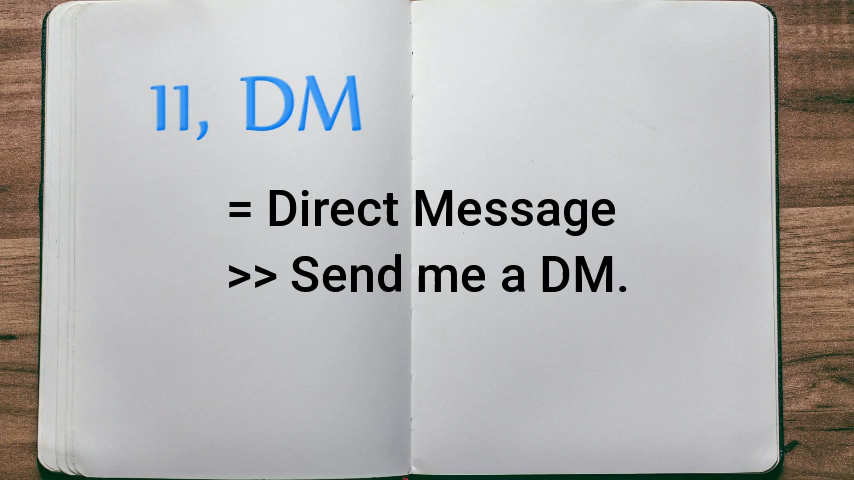 11, DM
= Direct Message
>> Send me a DM.